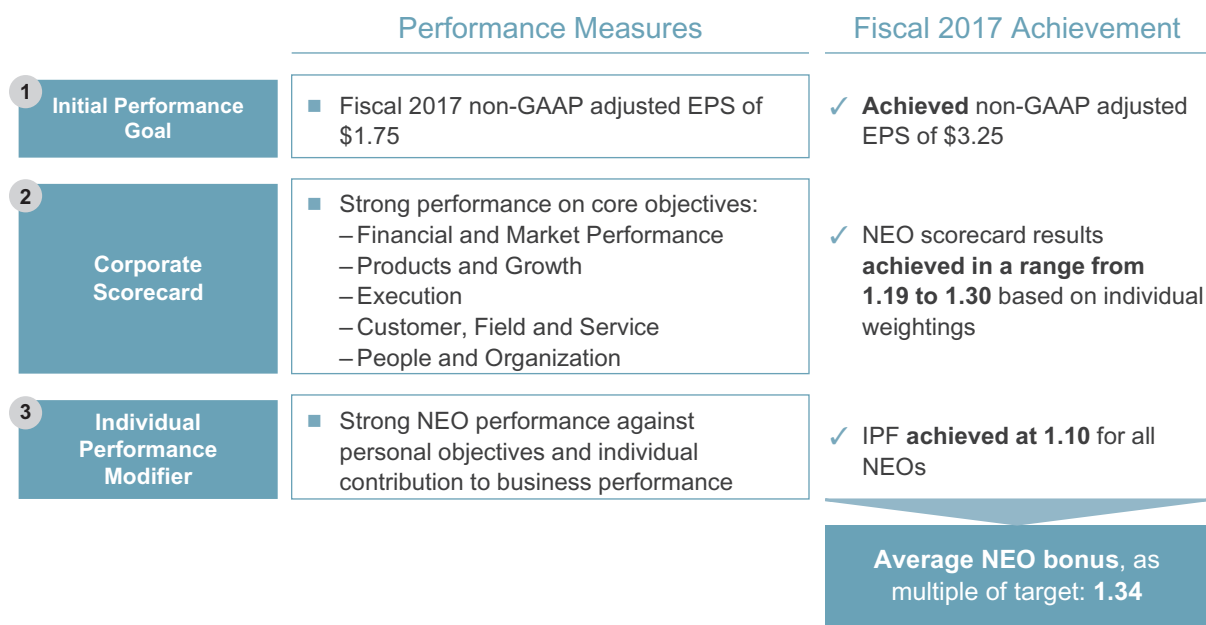 Performance Measures
Fiscal 2017 Achievement
1
Initial Performance
Goal
■ Fiscal 2017 non-GAAP adjusted EPS of
$1.75
✓ Achieved non-GAAP adjusted
EPS of $3.25
2
Corporate
Scorecard
■ Strong performance on core objectives:
– Financial and Market Performance
– Products and Growth
– Execution
– Customer, Field and Service
– People and Organization
✓ NEO scorecard results
achieved in a range from
1.19 to 1.30 based on individual
weightings
3
Individual
Performance
Modifier
■ Strong NEO performance against
personal objectives and individual
contribution to business performance
✓ IPF achieved at 1.10 for all
NEOs
Average NEO bonus, as
multiple of target: 1.34